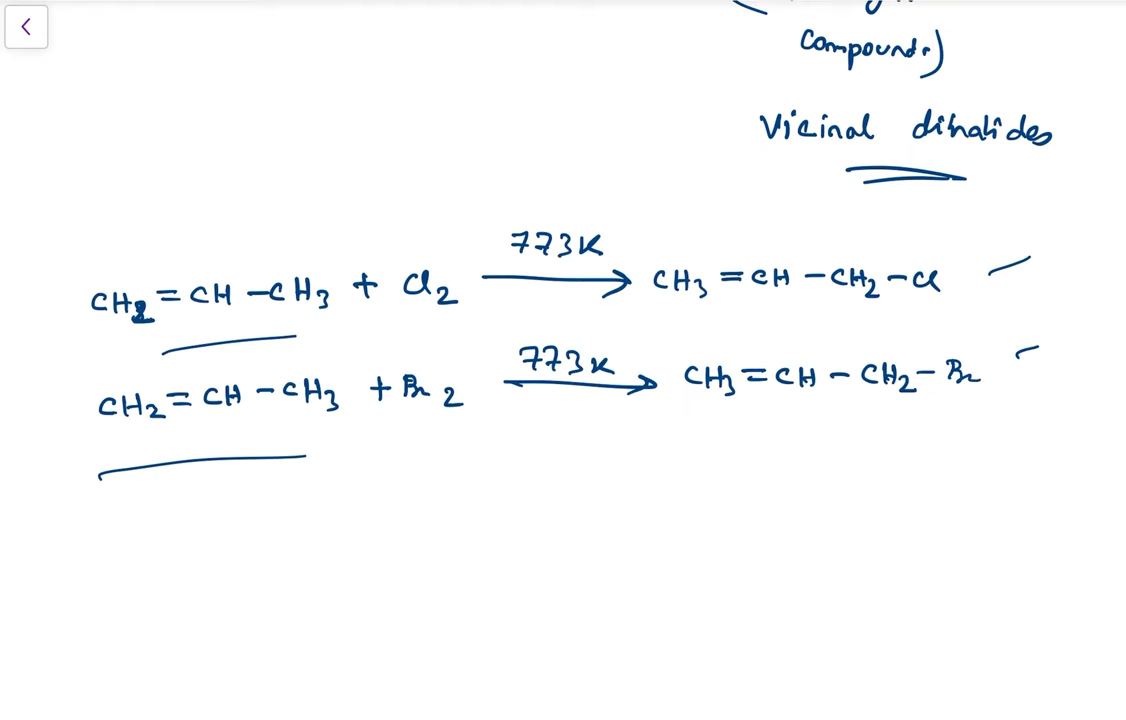 compounds)
Vicinal dihalides
773K
CH2 = CH - CH3 + Cl2 → CH3 = CH - CH2 - Cl
773K
CH2 = CH - CH3 + Br2 → CH3 = CH - CH2 - Br